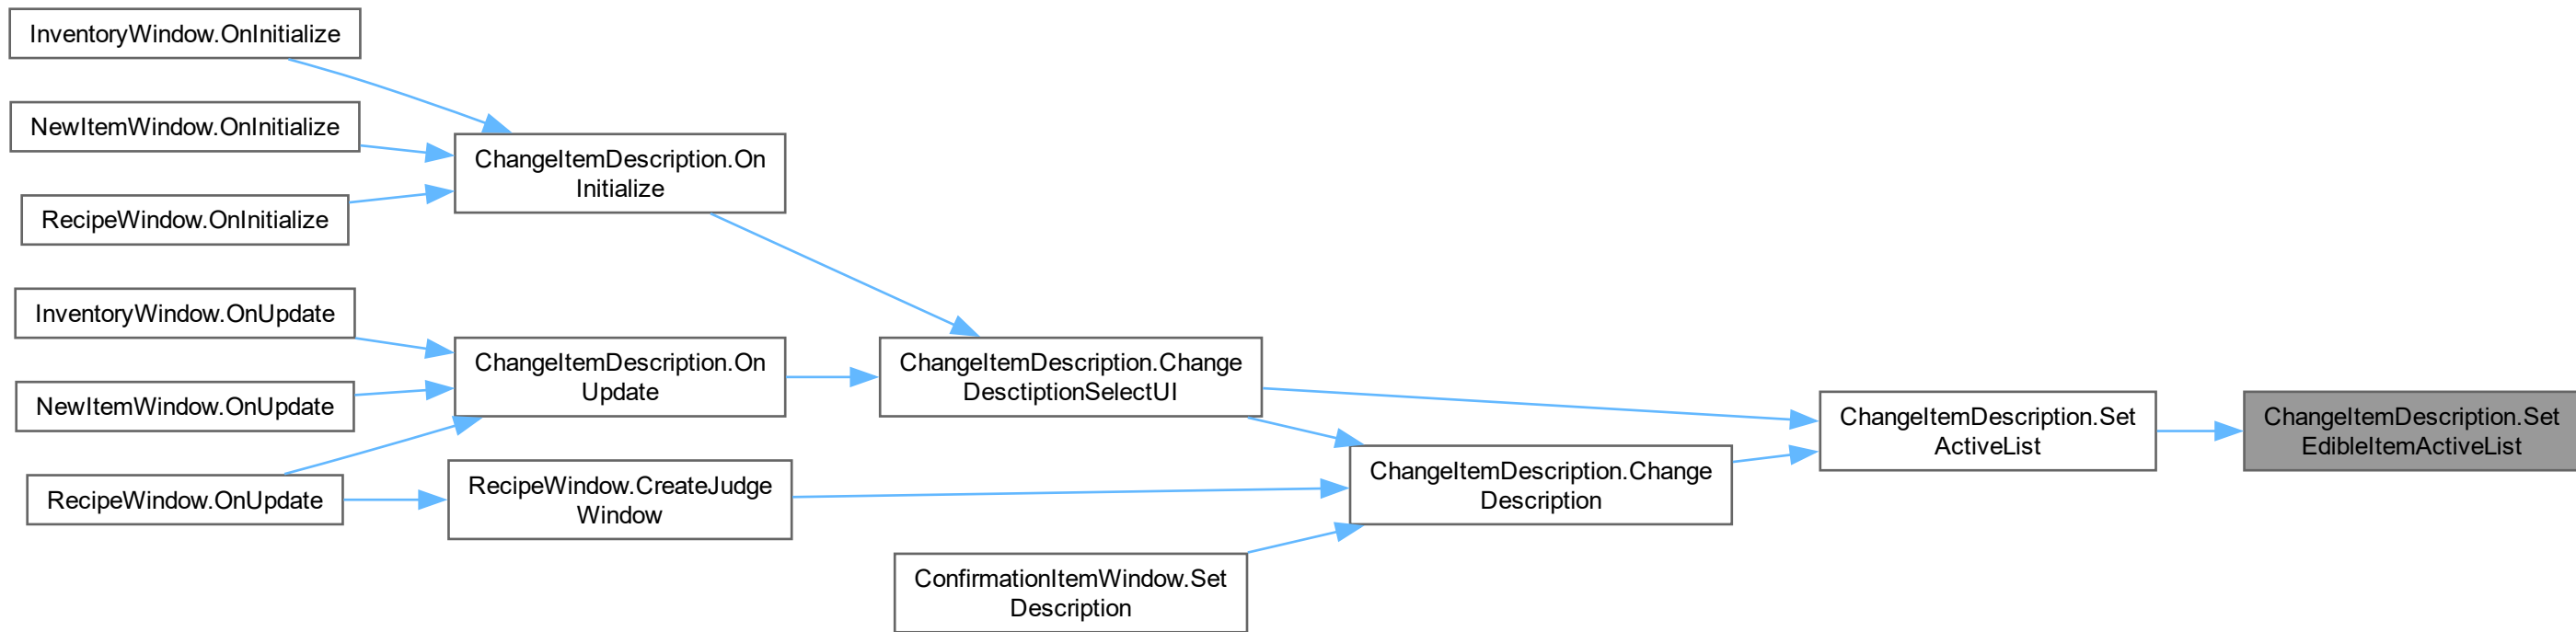 InventoryWindow.OnInitialize
NewItemWindow.OnInitialize
RecipeWindow.OnInitialize
InventoryWindow.OnUpdate
NewItemWindow.OnUpdate
RecipeWindow.OnUpdate
ChangeItemDescription.On
Initialize
ChangeItemDescription.On
Update
RecipeWindow.CreateJudge
Window
ChangeItemDescription.Change
DesctiptionSelectUI
ConfirmationItemWindow.Set
Description
ChangeItemDescription.Change
Description
ChangeItemDescription.Set
ActiveList
ChangeItemDescription.Set
EdibleItemActiveList